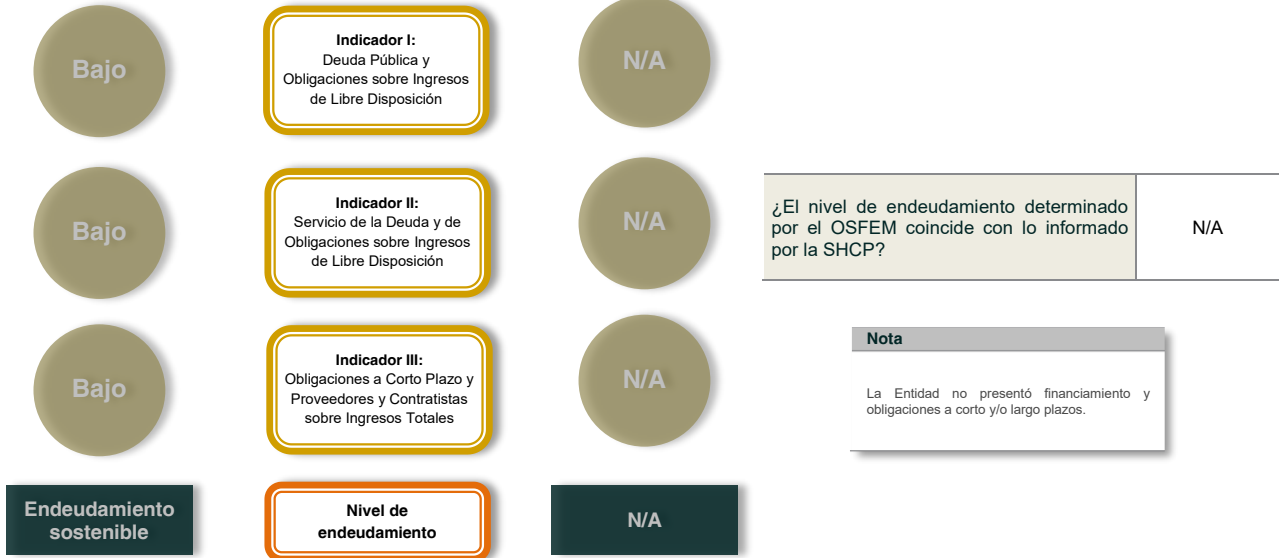 Bajo
Indicador I:
Deuda Pública y
Obligaciones sobre Ingresos
de Libre Disposición
N/A
Bajo
Indicador II:
Servicio de la Deuda y de
Obligaciones sobre Ingresos
de Libre Disposición
N/A
¿El nivel de endeudamiento determinado
por el OSFEM coincide con lo informado
por la SHCP?
N/A
Bajo
Indicador III:
Obligaciones a Corto Plazo y
Proveedores y Contratistas
sobre Ingresos Totales
N/A
Nota
La Entidad no presentó financiamiento y
obligaciones a corto y/o largo plazos.
Endeudamiento
sostenible
Nivel de
endeudamiento
N/A